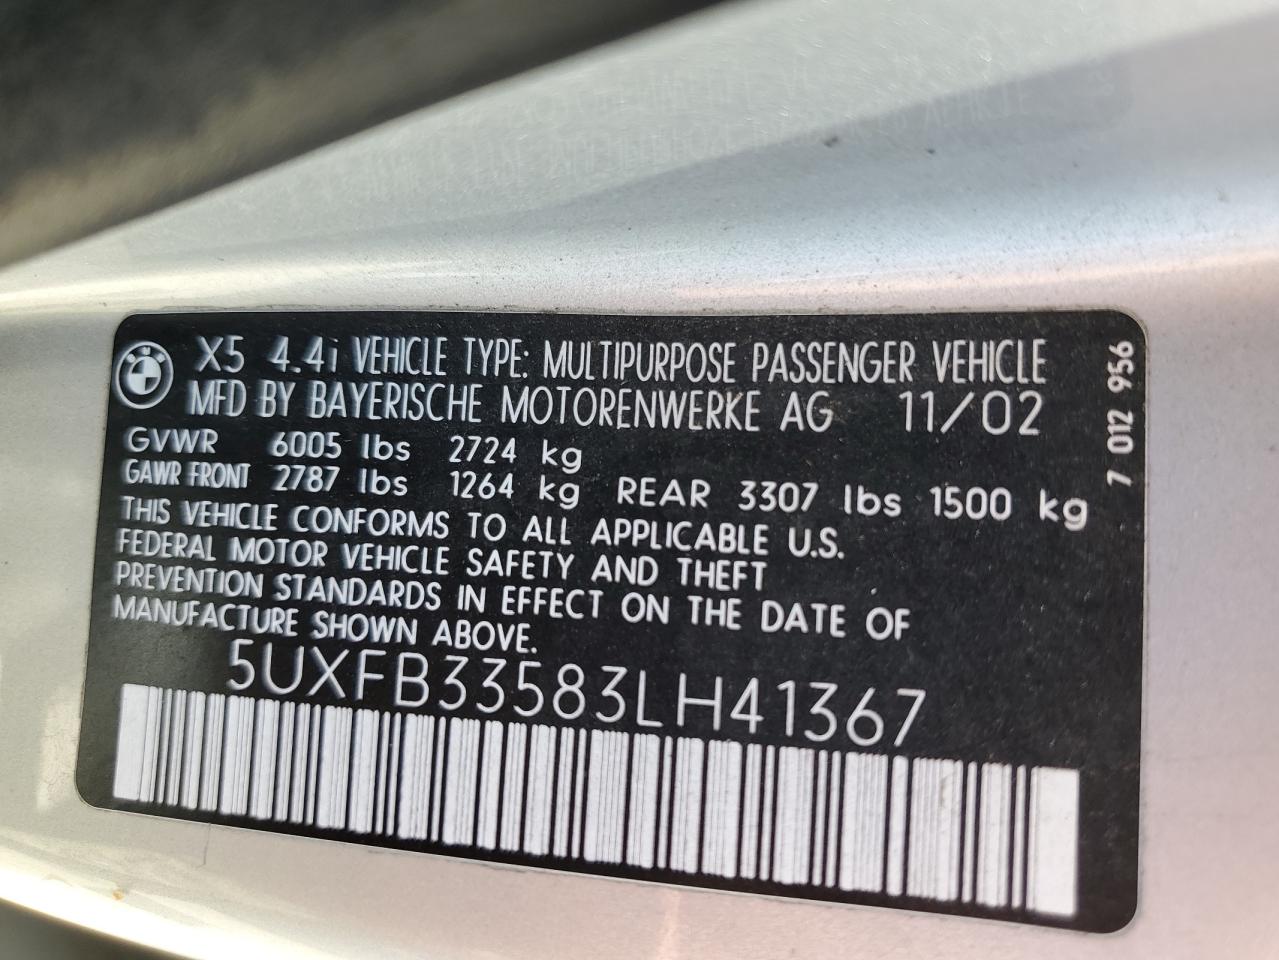 X5 4.4i VEHICLE TYPE: MULTIPURPOSE PASSENGER VEHICLE
MFD BY BAYERISCHE MOTORENWERKE AG 11/02
GVWR 6005 lbs 2724 kg
GAWR FRONT 2787 lbs 1264 kg REAR 3307 lbs 1500 kg
THIS VEHICLE CONFORMS TO ALL APPLICABLE U.S.
FEDERAL MOTOR VEHICLE SAFETY AND THEFT
PREVENTION STANDARDS IN EFFECT ON THE DATE OF
MANUFACTURE SHOWN ABOVE.
5UXFB33583LH41367
7 012 956